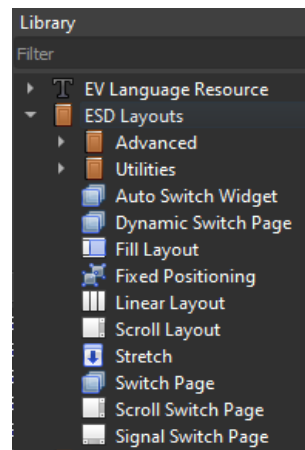 Library
Filter
EV Language Resource
ESD Layouts
Advanced
Utilities
Auto Switch Widget
Dynamic Switch Page
Fill Layout
Fixed Positioning
Linear Layout
Scroll Layout
Stretch
Switch Page
Scroll Switch Page
Signal Switch Page